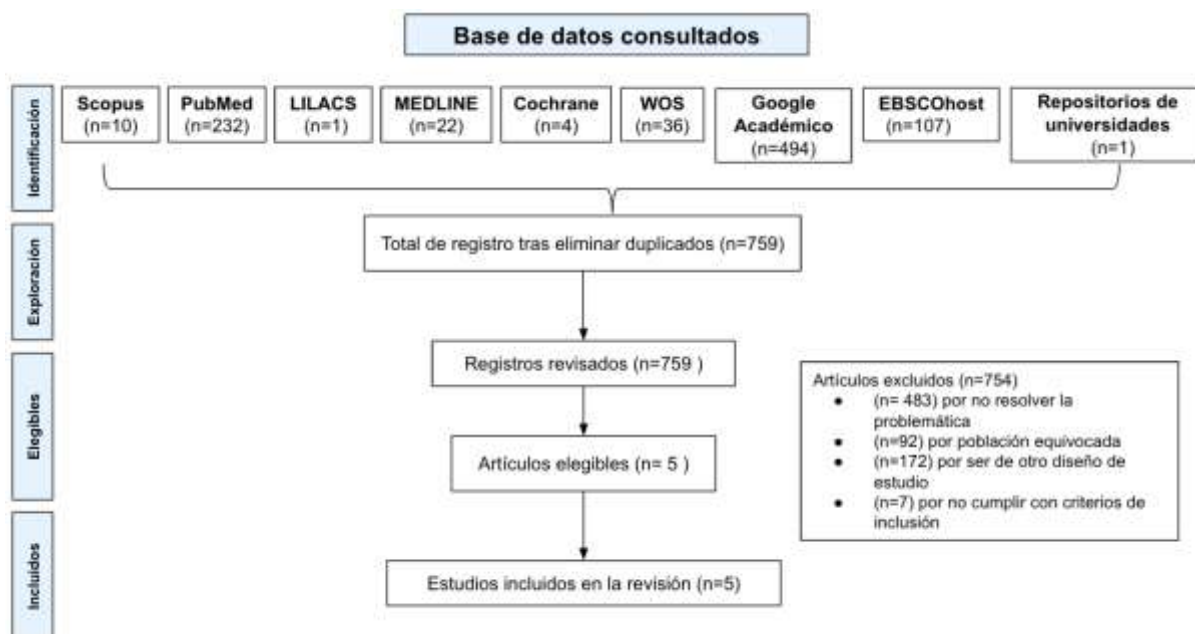 Base de datos consultados
Identificación
Scopus
(n=10)
PubMed
(n=232)
LILACS
(n=1)
MEDLINE
(n=22)
Cochrane
(n=4)
WOS
(n=36)
Google
Académico
(n=494)
EBSCOhost
(n=107)
Repositorios de
universidades
(n=1)
Exploración
Total de registro tras eliminar duplicados (n=759)
Elegibles
Registros revisados (n=759 )
Artículos elegibles (n= 5 )
Artículos excluidos (n=754)
● (n= 483) por no resolver la
problemática
● (n=92) por población equivocada
● (n=172) por ser de otro diseño de
estudio
● (n=7) por no cumplir con criterios de
inclusión
Incluidos
Estudios incluidos en la revisión (n=5)